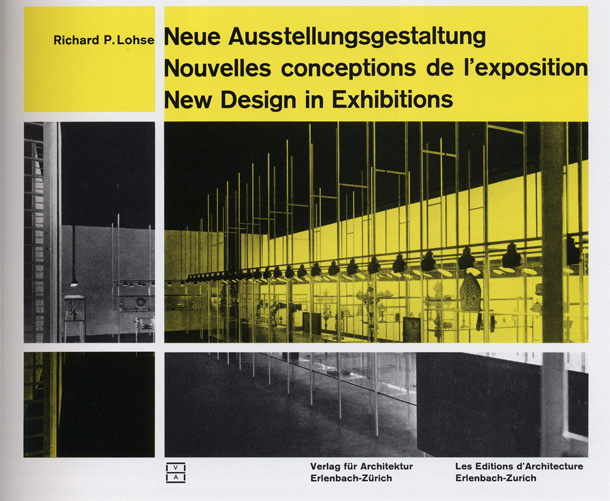 Richard P. Lohse
Neue Ausstellungsgestaltung
Nouvelles conceptions de l'exposition
New Design in Exhibitions
V
A
Verlag für Architektur
Erlenbach-Zürich
Les Editions d'Architecture
Erlenbach-Zurich